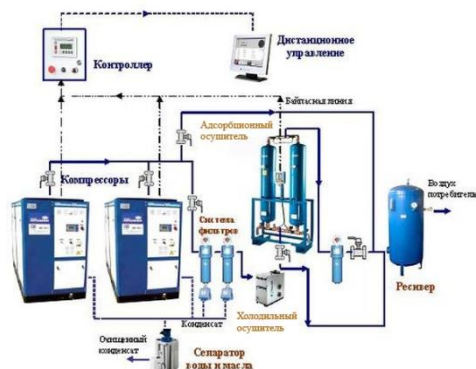 Дистанционное
управление
Контроллер
Байпасная линия
Адсорбционный
осушитель
Компрессоры
Воздух
потребителю
Система
фильтров
Ресивер
Холодильный
осушитель
Конденсат
Очищенный
конденсат
Сепаратор
воды и масла